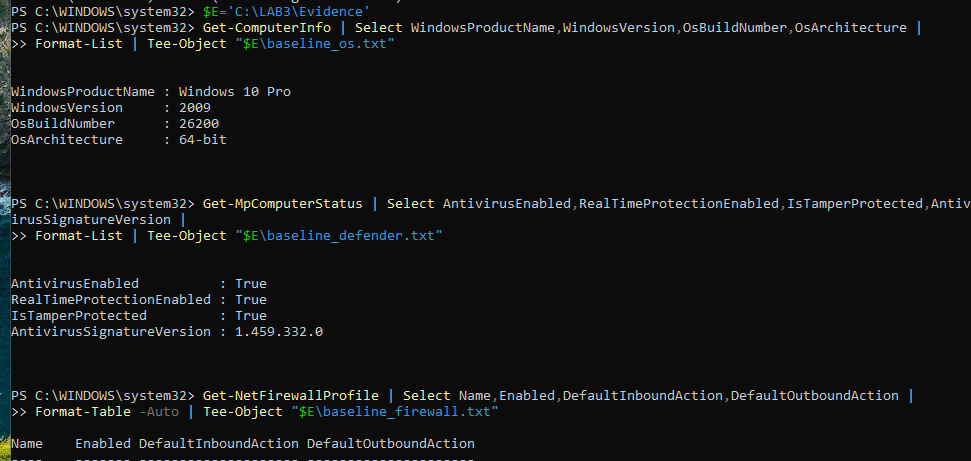 PS C:\WINDOWS\system32> $E='C:\LAB3\Evidence'
PS C:\WINDOWS\system32> Get-ComputerInfo | Select WindowsProductName,WindowsVersion,OsBuildNumber,OsArchitecture |
>> Format-List | Tee-Object "$E\baseline_os.txt"
WindowsProductName : Windows 10 Pro
WindowsVersion     : 2009
OsBuildNumber      : 26200
OsArchitecture     : 64-bit
PS C:\WINDOWS\system32> Get-MpComputerStatus | Select AntivirusEnabled,RealTimeProtectionEnabled,IsTamperProtected,Antiv
irusSignatureVersion |
>> Format-List | Tee-Object "$E\baseline_defender.txt"
AntivirusEnabled          : True
RealTimeProtectionEnabled : True
IsTamperProtected         : True
AntivirusSignatureVersion : 1.459.332.0
PS C:\WINDOWS\system32> Get-NetFirewallProfile | Select Name,Enabled,DefaultInboundAction,DefaultOutboundAction |
>> Format-Table -Auto | Tee-Object "$E\baseline_firewall.txt"
Name    Enabled DefaultInboundAction DefaultOutboundAction
----    ------- -------------------- ---------------------